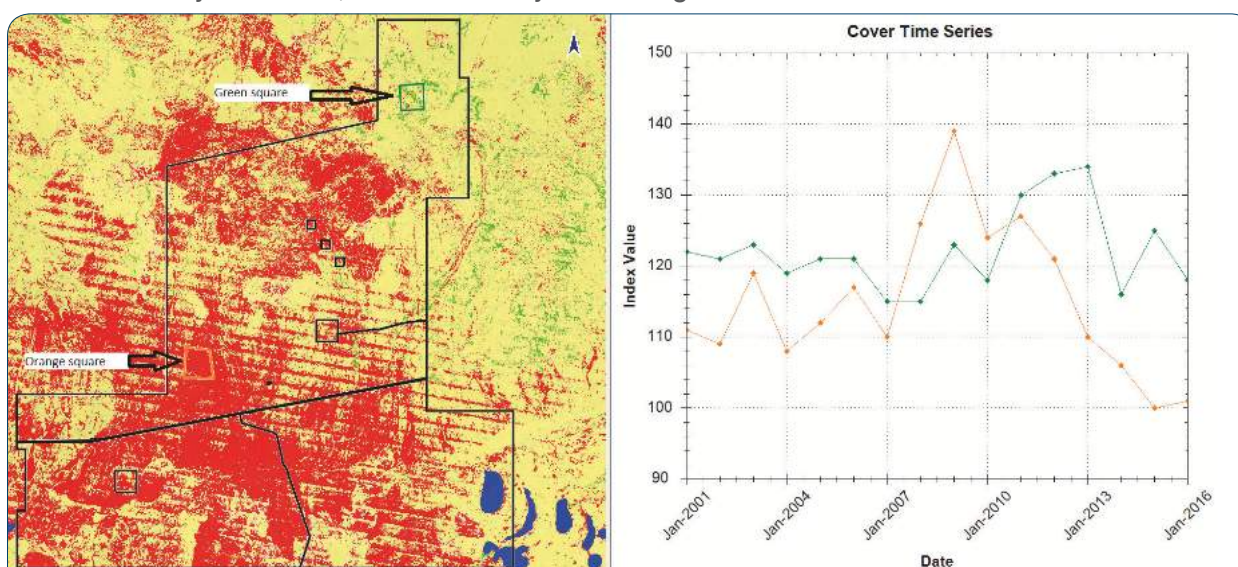 Green square
Orange square
Cover Time Series
Index Value
150
140
130
120
110
100
90
Jan-2001
Jan-2004
Jan-2007
Jan-2010
Jan-2013
Jan-2016
Date